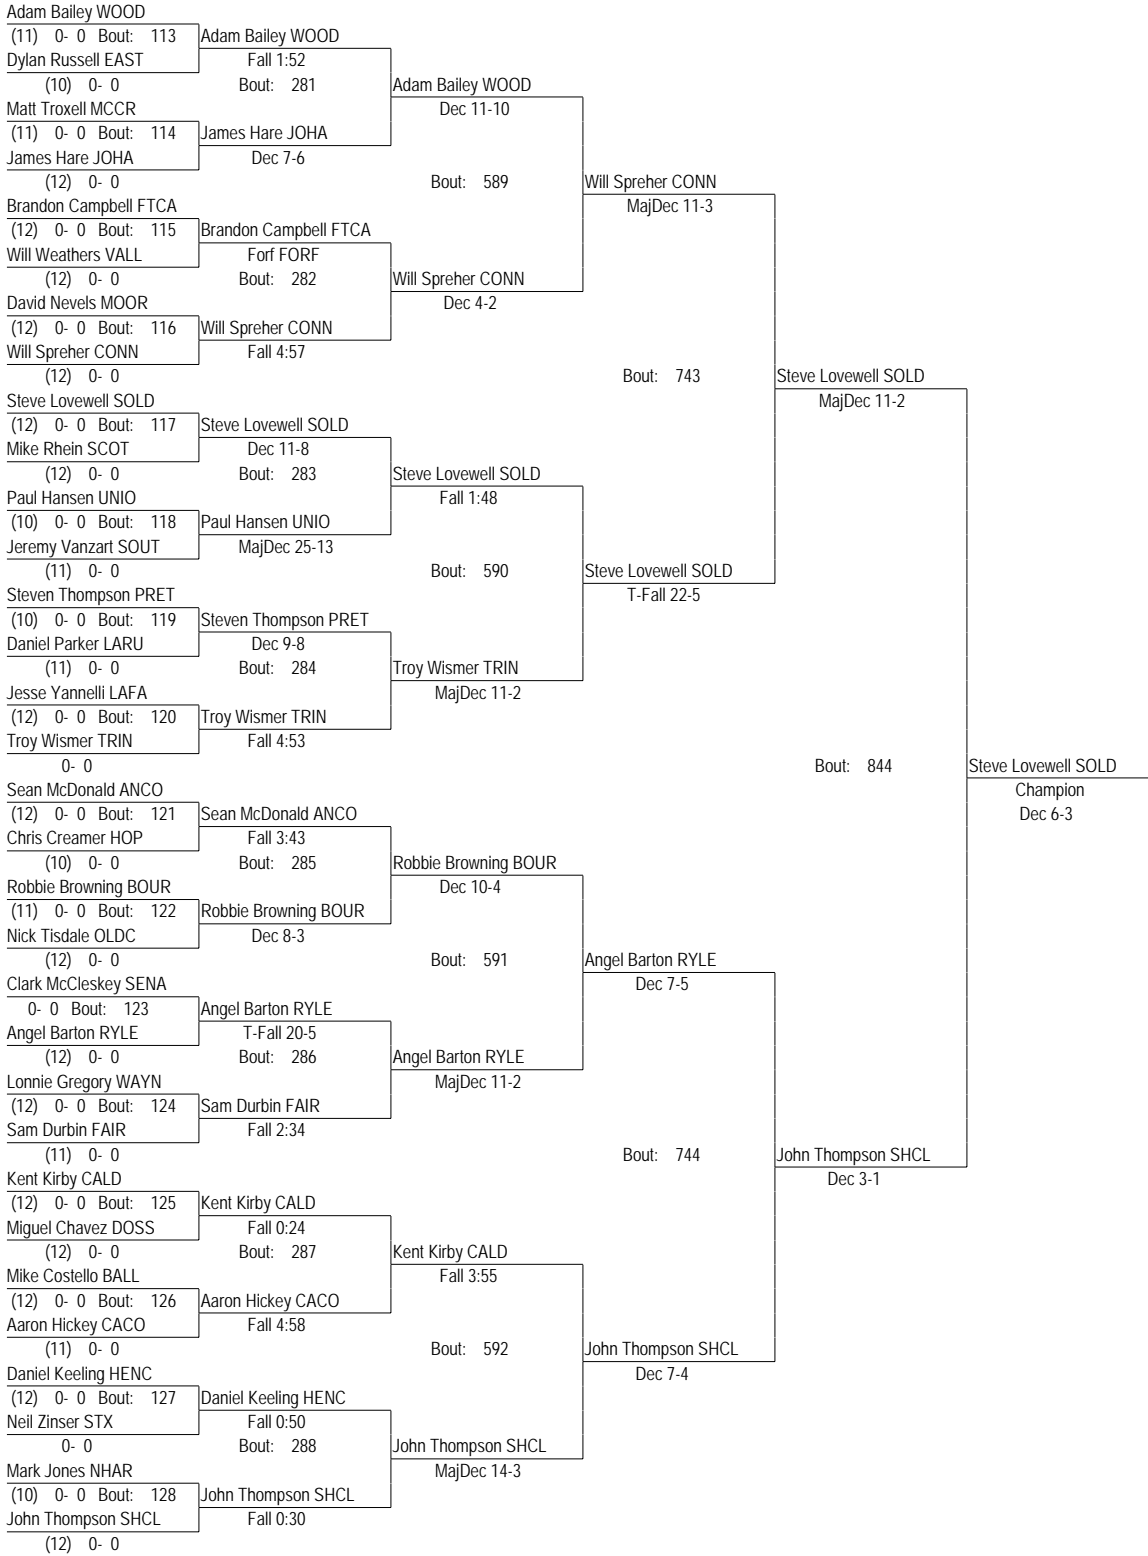 Adam Bailey WOOD
(11) 0- 0 Bout: 113 Adam Bailey WOOD
Dylan Russell EAST Fall 1:52
(10) 0- 0 Bout: 281 Adam Bailey WOOD
Matt Troxell MCCR Dec 11-10
(11) 0- 0 Bout: 114 James Hare JOHA
James Hare JOHA Dec 7-6
(12) 0- 0 Bout: 589 Will Spreher CONN
Brandon Campbell FTCA MajDec 11-3
(12) 0- 0 Bout: 115 Brandon Campbell FTCA
Will Weathers VALL Forf FORF
(12) 0- 0 Bout: 282 Will Spreher CONN
David Nevels MOOR Dec 4-2
(12) 0- 0 Bout: 116 Will Spreher CONN
Will Spreher CONN Fall 4:57
(12) 0- 0 Bout: 743 Steve Lovewell SOLD
Steve Lovewell SOLD MajDec 11-2
(12) 0- 0 Bout: 117 Steve Lovewell SOLD
Mike Rhein SCOT Dec 11-8
(12) 0- 0 Bout: 283 Steve Lovewell SOLD
Paul Hansen UNIO Fall 1:48
(10) 0- 0 Bout: 118 Paul Hansen UNIO
Jeremy Vanzart SOUT MajDec 25-13
(11) 0- 0 Bout: 590 Steve Lovewell SOLD
Steven Thompson PRET T-Fall 22-5
(10) 0- 0 Bout: 119 Steven Thompson PRET
Daniel Parker LARU Dec 9-8
(11) 0- 0 Bout: 284 Troy Wismer TRIN
Jesse Yannelli LAFA MajDec 11-2
(12) 0- 0 Bout: 120 Troy Wismer TRIN
Troy Wismer TRIN Fall 4:53
0- 0 Bout: 844 Steve Lovewell SOLD
Sean McDonald ANCO Champion
(12) 0- 0 Bout: 121 Sean McDonald ANCO Dec 6-3
Chris Creamer HOP Fall 3:43
(10) 0- 0 Bout: 285 Robbie Browning BOUR
Robbie Browning BOUR Dec 10-4
(11) 0- 0 Bout: 122 Robbie Browning BOUR
Nick Tisdale OLDC Dec 8-3
(12) 0- 0 Bout: 591 Angel Barton RYLE
Clark McCleskey SENA Dec 7-5
0- 0 Bout: 123 Angel Barton RYLE
Angel Barton RYLE T-Fall 20-5
(12) 0- 0 Bout: 286 Angel Barton RYLE
Lonnie Gregory WAYN MajDec 11-2
(12) 0- 0 Bout: 124 Sam Durbin FAIR
Sam Durbin FAIR Fall 2:34
(11) 0- 0 Bout: 744 John Thompson SHCL
Kent Kirby CALD Dec 3-1
(12) 0- 0 Bout: 125 Kent Kirby CALD
Miguel Chavez DOSS Fall 0:24
(12) 0- 0 Bout: 287 Kent Kirby CALD
Mike Costello BALL Fall 3:55
(12) 0- 0 Bout: 126 Aaron Hickey CACO
Aaron Hickey CACO Fall 4:58
(11) 0- 0 Bout: 592 John Thompson SHCL
Daniel Keeling HENC Dec 7-4
(12) 0- 0 Bout: 127 Daniel Keeling HENC
Neil Zinser STX Fall 0:50
0- 0 Bout: 288 John Thompson SHCL
Mark Jones NHAR MajDec 14-3
(10) 0- 0 Bout: 128 John Thompson SHCL
John Thompson SHCL Fall 0:30
(12) 0- 0